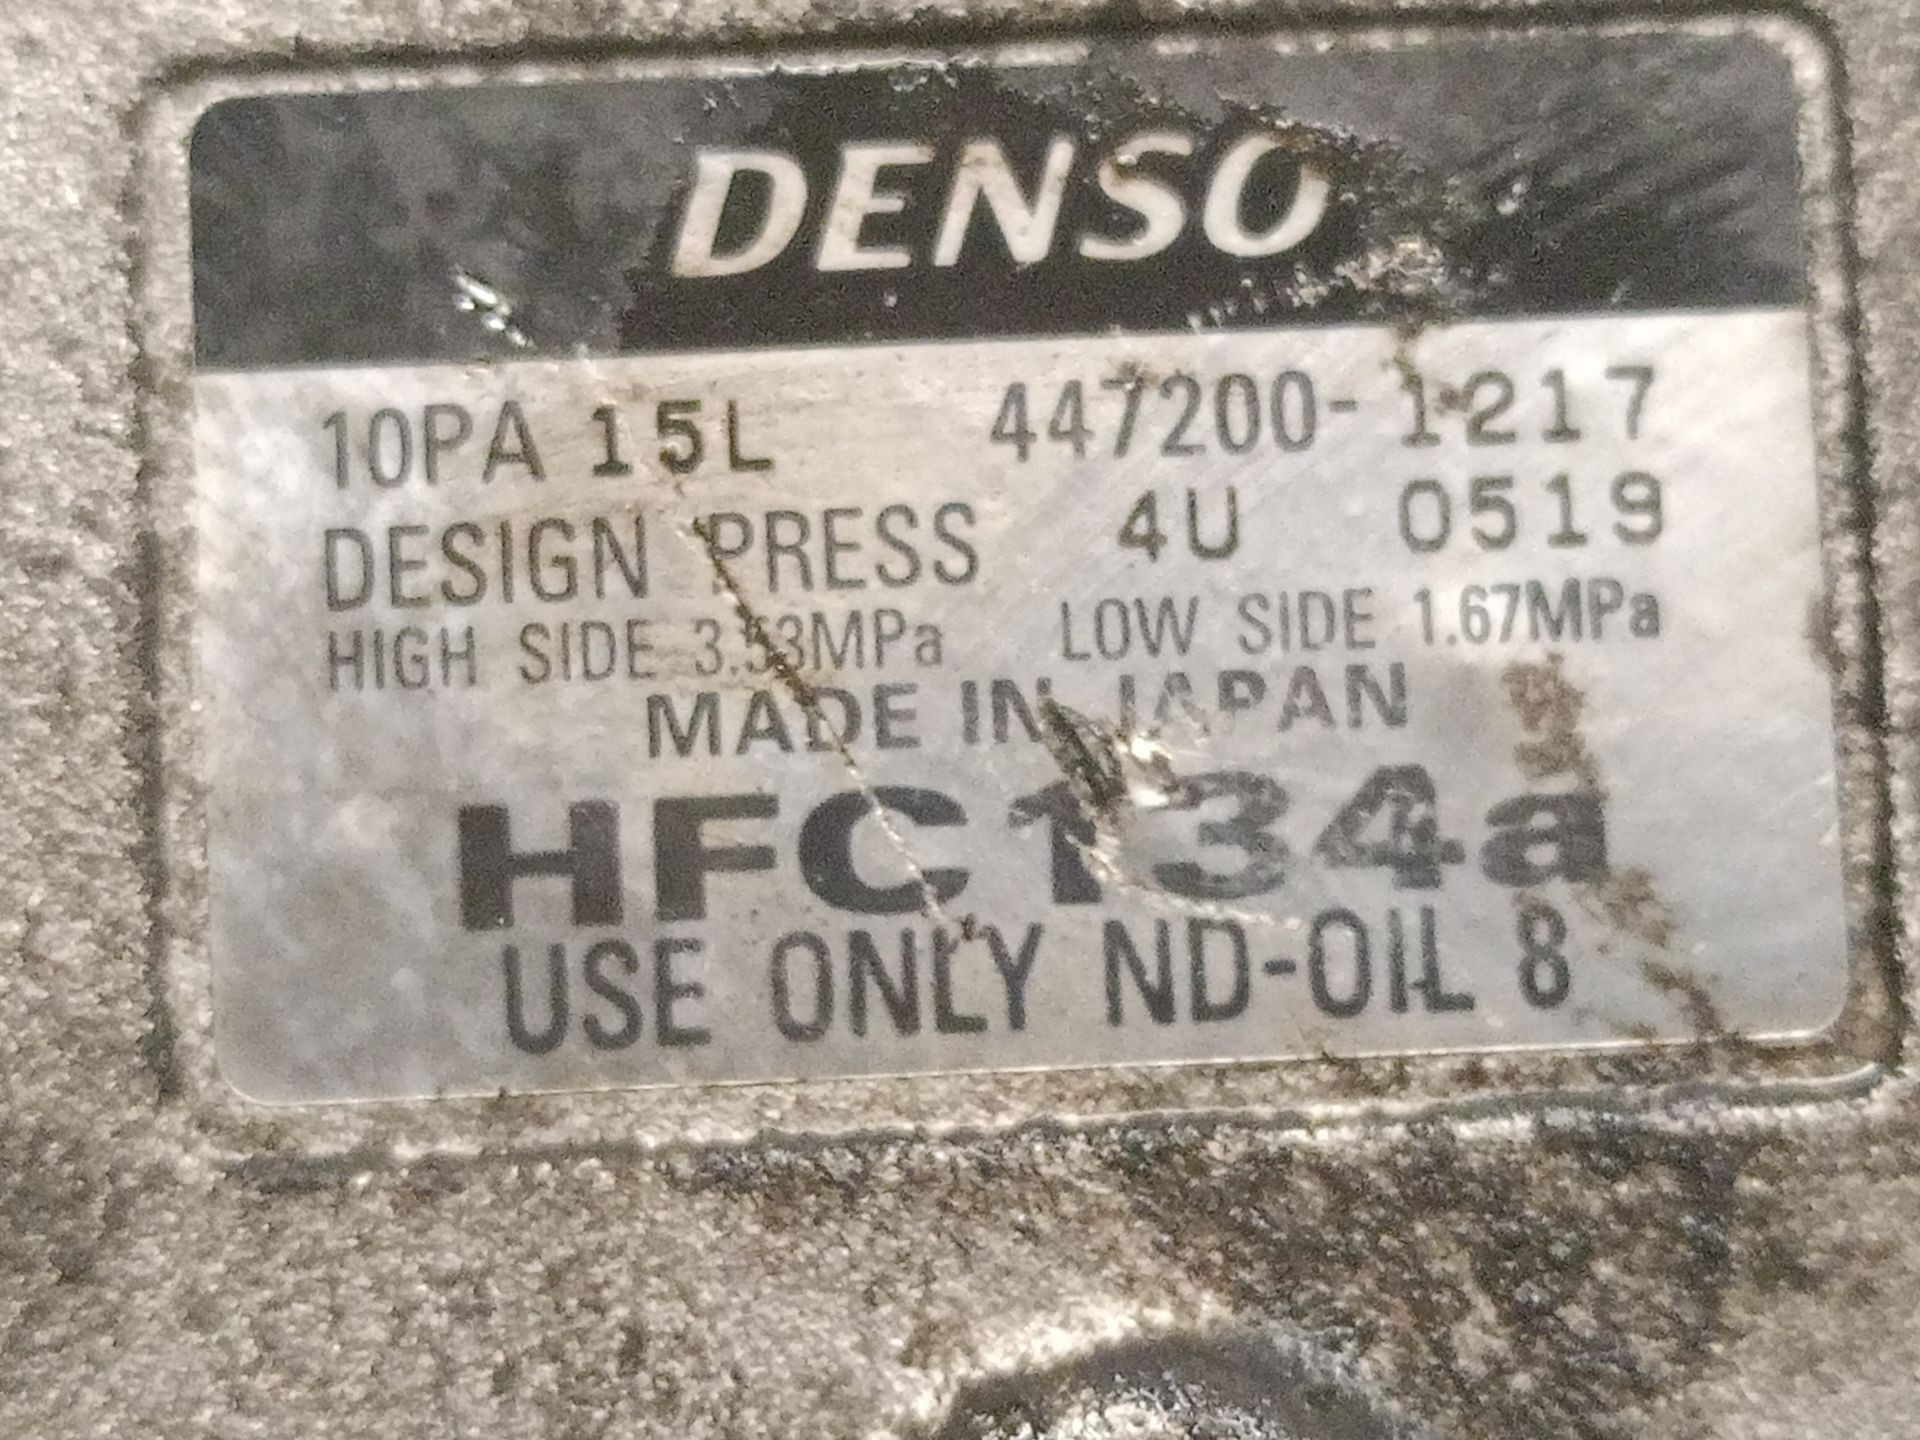 DENSO
10PA 15L 447200-1217
DESIGN PRESS 4U 0519
HIGH SIDE 3.53MPa LOW SIDE 1.67MPa
MADE IN JAPAN
HFC134a
USE ONLY ND-OIL 8